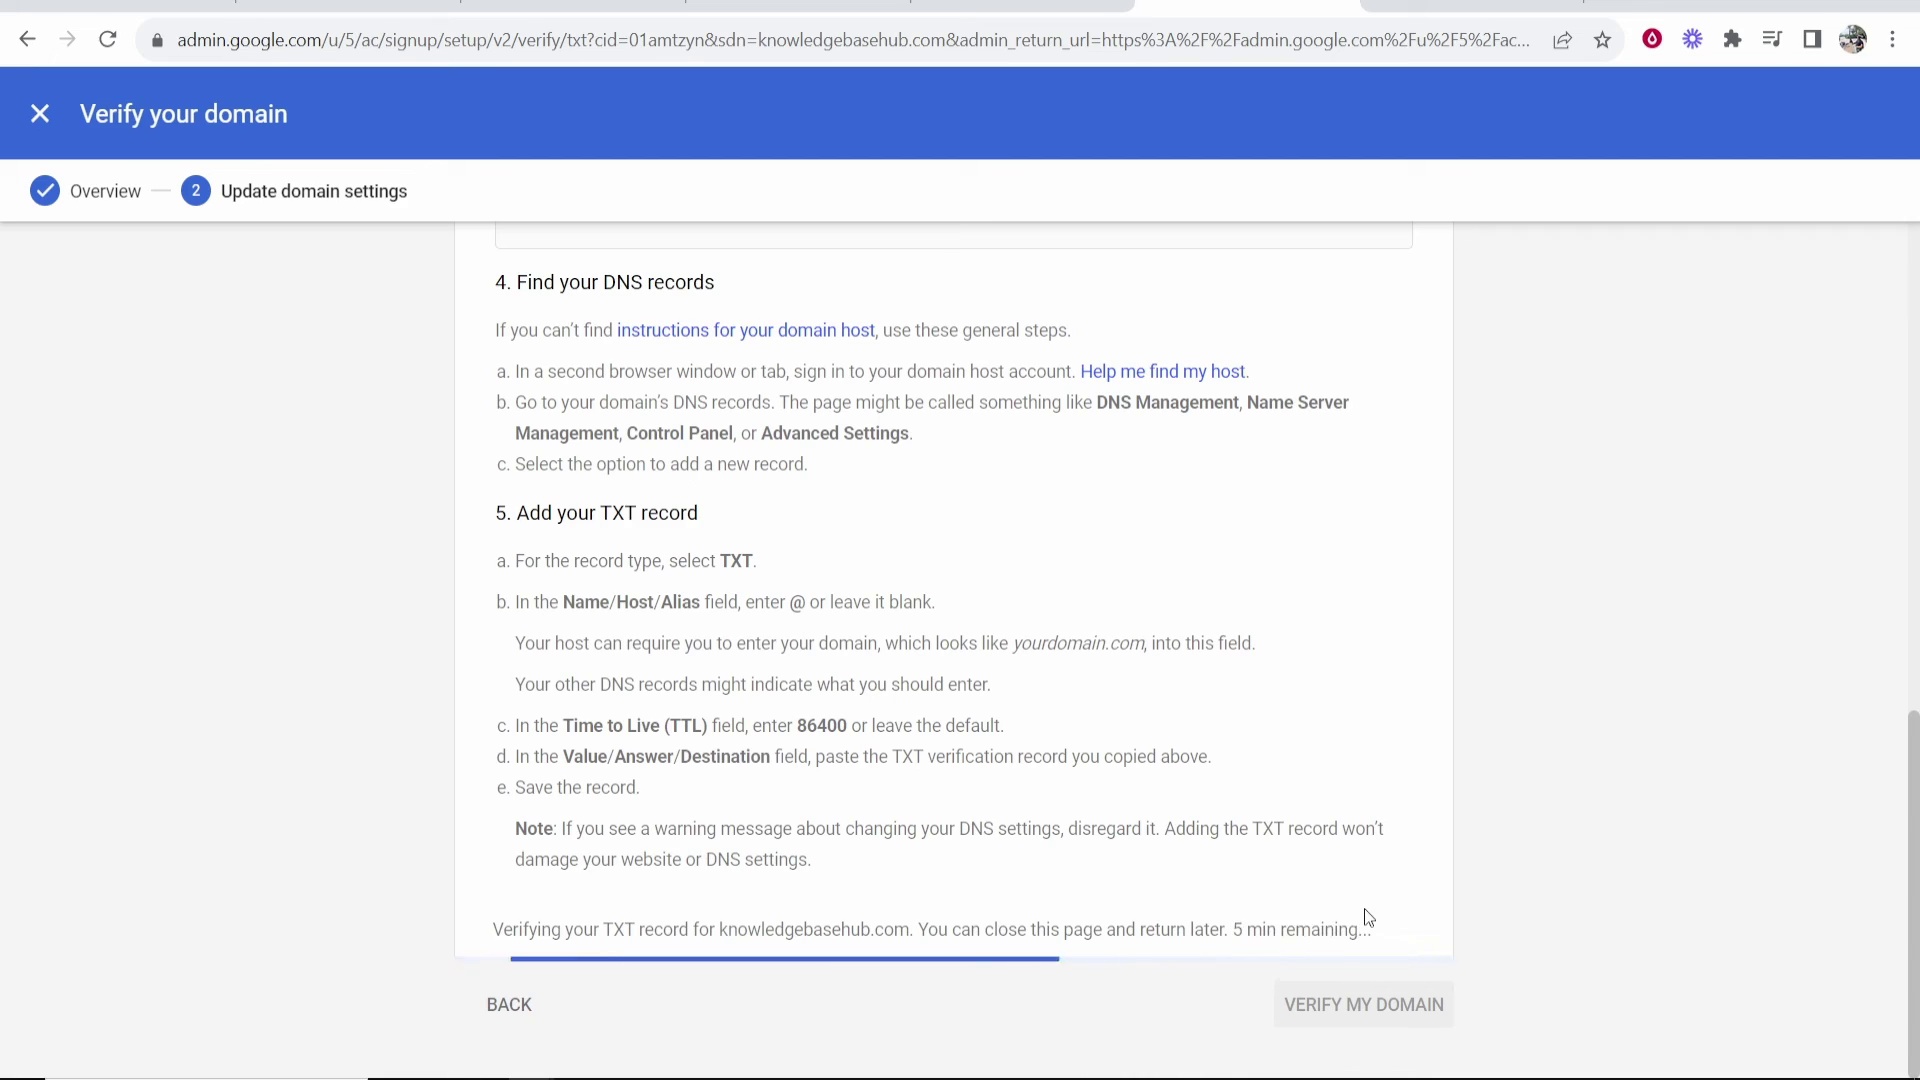 admin.google.com/u/5/ac/signup/setup/v2/verify/txt?cid=01amtzyn&sdn=knowledgebasehub.com&admin_return_url=https%3A%2F%2Fadmin.google.com%2Fu%2F5%2Fac...
Verify your domain
Overview
2 Update domain settings
4. Find your DNS records
If you can't find instructions for your domain host, use these general steps.
a. In a second browser window or tab, sign in to your domain host account. Help me find my host.
b. Go to your domain's DNS records. The page might be called something like DNS Management, Name Server
Management, Control Panel, or Advanced Settings.
c. Select the option to add a new record.
5. Add your TXT record
a. For the record type, select TXT.
b. In the Name/Host/Alias field, enter @ or leave it blank.
Your host can require you to enter your domain, which looks like yourdomain.com, into this field.
Your other DNS records might indicate what you should enter.
c. In the Time to Live (TTL) field, enter 86400 or leave the default.
d. In the Value/Answer/Destination field, paste the TXT verification record you copied above.
e. Save the record.
Note: If you see a warning message about changing your DNS settings, disregard it. Adding the TXT record won't
damage your website or DNS settings.
Verifying your TXT record for knowledgebasehub.com. You can close this page and return later. 5 min remaining...
BACK
VERIFY MY DOMAIN